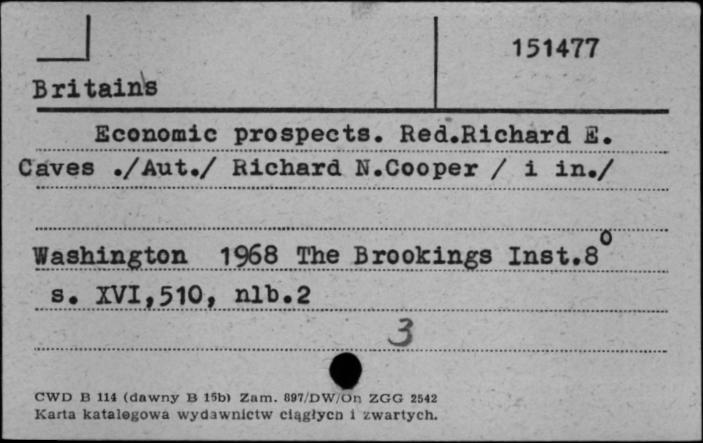 151477
Britain's
Economic prospects. Red.Richard E.
Caves ./Aut./ Richard N.Cooper / i in./
Washington 1968 The Brookings Inst.8°
s. XVI,510, nlb.2
3
CWD B 114 (dawny B 15b) Zam. 897/DW/On ZGG 2542
Karta katalogowa wydawnictw ciągłych i zwartych.